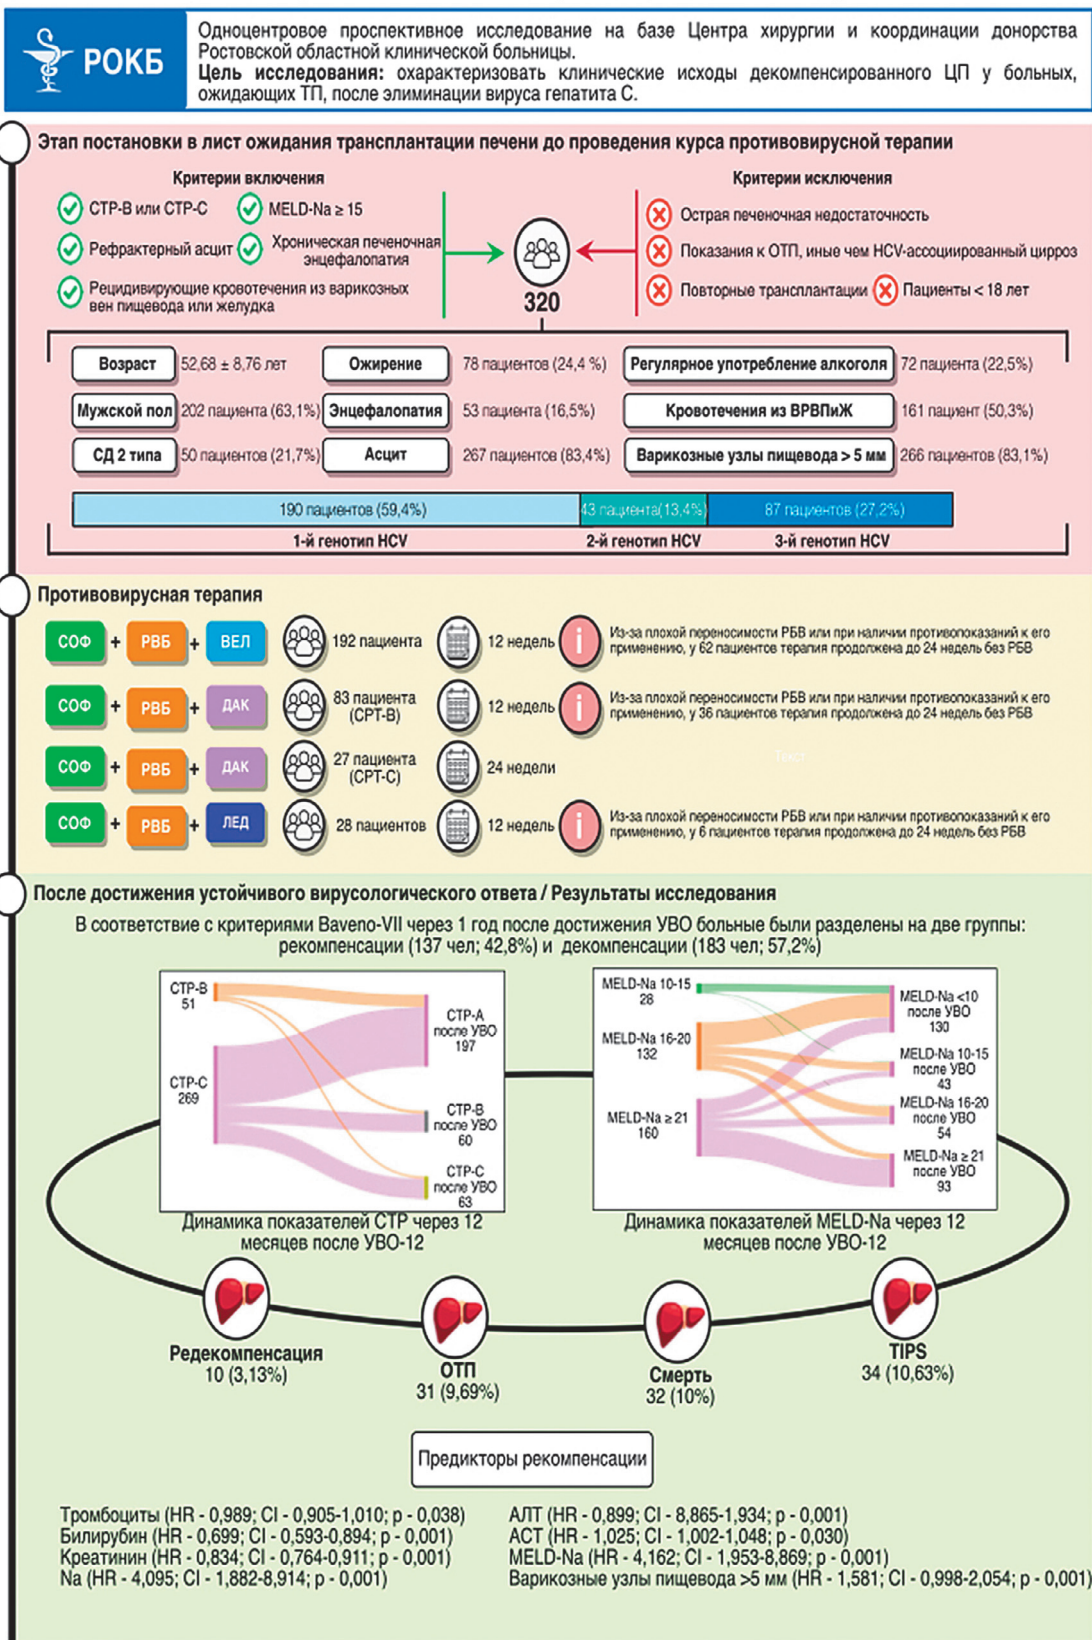 РОКБ
Одноцентровое проспективное исследование на базе Центра хирургии и координации донорства
Ростовской областной клинической больницы.
Цель исследования: охарактеризовать клинические исходы декомпенсированного ЦП у больных,
ожидающих ТП, после элиминации вируса гепатита С.
Этап постановки в лист ожидания трансплантации печени до проведения курса противовирусной терапии
Критерии включения
СТР-В или СТР-С
MELD-Na ≥ 15
Рефрактерный асцит
Хроническая печеночная
энцефалопатия
Рецидивирующие кровотечения из варикозных
вен пищевода или желудка
320
Критерии исключения
Острая печеночная недостаточность
Показания к ОТП, иные чем HCV-ассоциированный цирроз
Повторные трансплантации
Пациенты < 18 лет
Возраст 52,68 ± 8,76 лет
Ожирение 78 пациентов (24,4 %)
Регулярное употребление алкоголя 72 пациента (22,5%)
Мужской пол 202 пациента (63,1%)
Энцефалопатия 53 пациента (16,5%)
Кровотечения из ВРВПиЖ 161 пациент (50,3%)
СД 2 типа 50 пациентов (21,7%)
Асцит 267 пациентов (83,4%)
Варикозные узлы пищевода > 5 мм 266 пациентов (83,1%)
190 пациентов (59,4%)
43 пациента(13,4%)
87 пациентов (27,2%)
1-й генотип HCV
2-й генотип HCV
3-й генотип HCV
Противовирусная терапия
СОФ + РВБ + ВЕЛ
192 пациента
12 недель
i
Из-за плохой переносимости РБВ или при наличии противопоказаний к его
применению, у 62 пациентов терапия продолжена до 24 недель без РБВ
СОФ + РВБ + ДАК
83 пациента
(СРТ-В)
12 недель
i
Из-за плохой переносимости РБВ или при наличии противопоказаний к его
применению, у 36 пациентов терапия продолжена до 24 недель без РБВ
Текст
СОФ + РВБ + ДАК
27 пациента
(СРТ-С)
24 недели
СОФ + РВБ + ЛЕД
28 пациентов
12 недель
i
Из-за плохой переносимости РБВ или при наличии противопоказаний к его
применению, у 6 пациентов терапия продолжена до 24 недель без РБВ
После достижения устойчивого вирусологического ответа / Результаты исследования
В соответствие с критериями Baveno-VII через 1 год после достижения УВО больные были разделены на две группы:
рекомпенсации (137 чел; 42,8%) и декомпенсации (183 чел; 57,2%)
СТР-В
51
СТР-С
269
СТР-А
после УВО
197
СТР-В
после УВО
60
СТР-С
после УВО
63
Динамика показателей СТР через 12
месяцев после УВО-12
MELD-Na 10-15
28
MELD-Na 16-20
132
MELD-Na ≥ 21
160
MELD-Na <10
после УВО
130
MELD-Na 10-15
после УВО
43
MELD-Na 16-20
после УВО
54
MELD-Na ≥ 21
после УВО
93
Динамика показателей MELD-Na через 12
месяцев после УВО-12
Редекомпенсация
10 (3,13%)
ОТП
31 (9,69%)
Смерть
32 (10%)
TIPS
34 (10,63%)
Предикторы рекомпенсации
Тромбоциты (HR - 0,989; CI - 0,905-1,010; p - 0,038)
Билирубин (HR - 0,699; CI - 0,593-0,894; p - 0,001)
Креатинин (HR - 0,834; CI - 0,764-0,911; p - 0,001)
Na (HR - 4,095; CI - 1,882-8,914; p - 0,001)
АЛТ (HR - 0,899; CI - 8,865-1,934; p - 0,001)
АСТ (HR - 1,025; CI - 1,002-1,048; p - 0,030)
MELD-Na (HR - 4,162; CI - 1,953-8,869; p - 0,001)
Варикозные узлы пищевода >5 мм (HR - 1,581; CI - 0,998-2,054; p - 0,001)